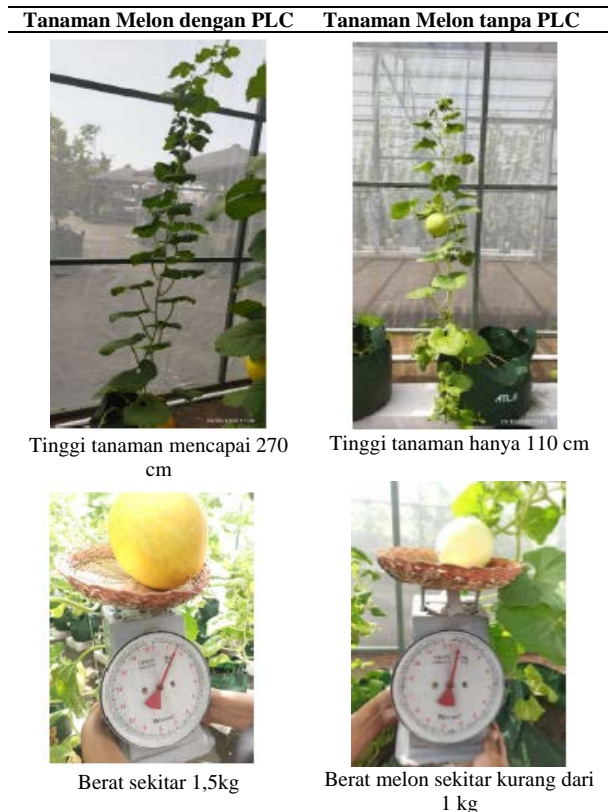 Tanaman Melon dengan PLC
Tanaman Melon tanpa PLC
ATLAS
Tinggi tanaman mencapai 270
cm
Tinggi tanaman hanya 110 cm
Berat sekitar 1,5kg
Berat melon sekitar kurang dari
1 kg